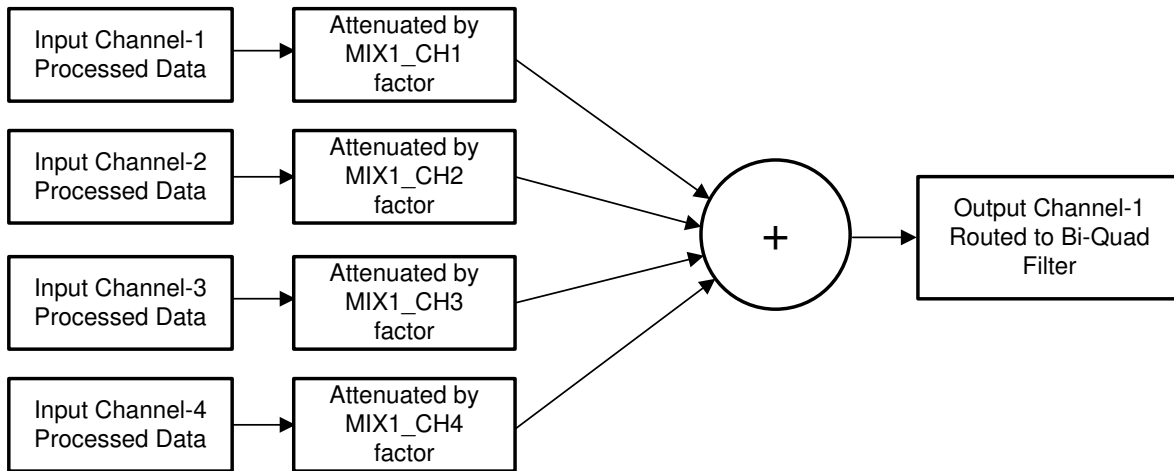 Input Channel-1
Processed Data
Attenuated by
MIX1_CH1
factor
Input Channel-2
Processed Data
Attenuated by
MIX1_CH2
factor
Input Channel-3
Processed Data
Attenuated by
MIX1_CH3
factor
Input Channel-4
Processed Data
Attenuated by
MIX1_CH4
factor
+
Output Channel-1
Routed to Bi-Quad
Filter